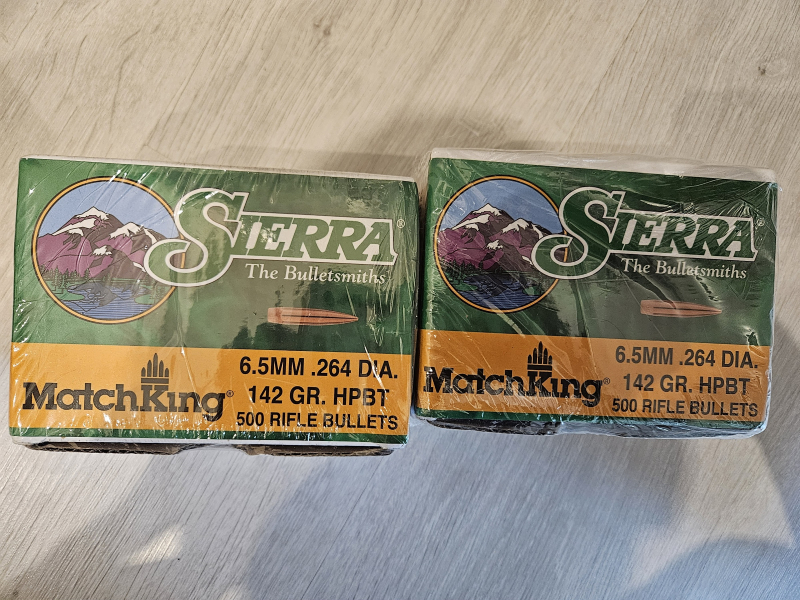 SIERRA®
The Bulletsmiths
6.5MM .264 DIA.
MatchKing®
142 GR. HPBT
500 RIFLE BULLETS
SIERRA®
The Bulletsmiths
6.5MM .264 DIA.
MatchKing®
142 GR. HPBT
500 RIFLE BULLETS